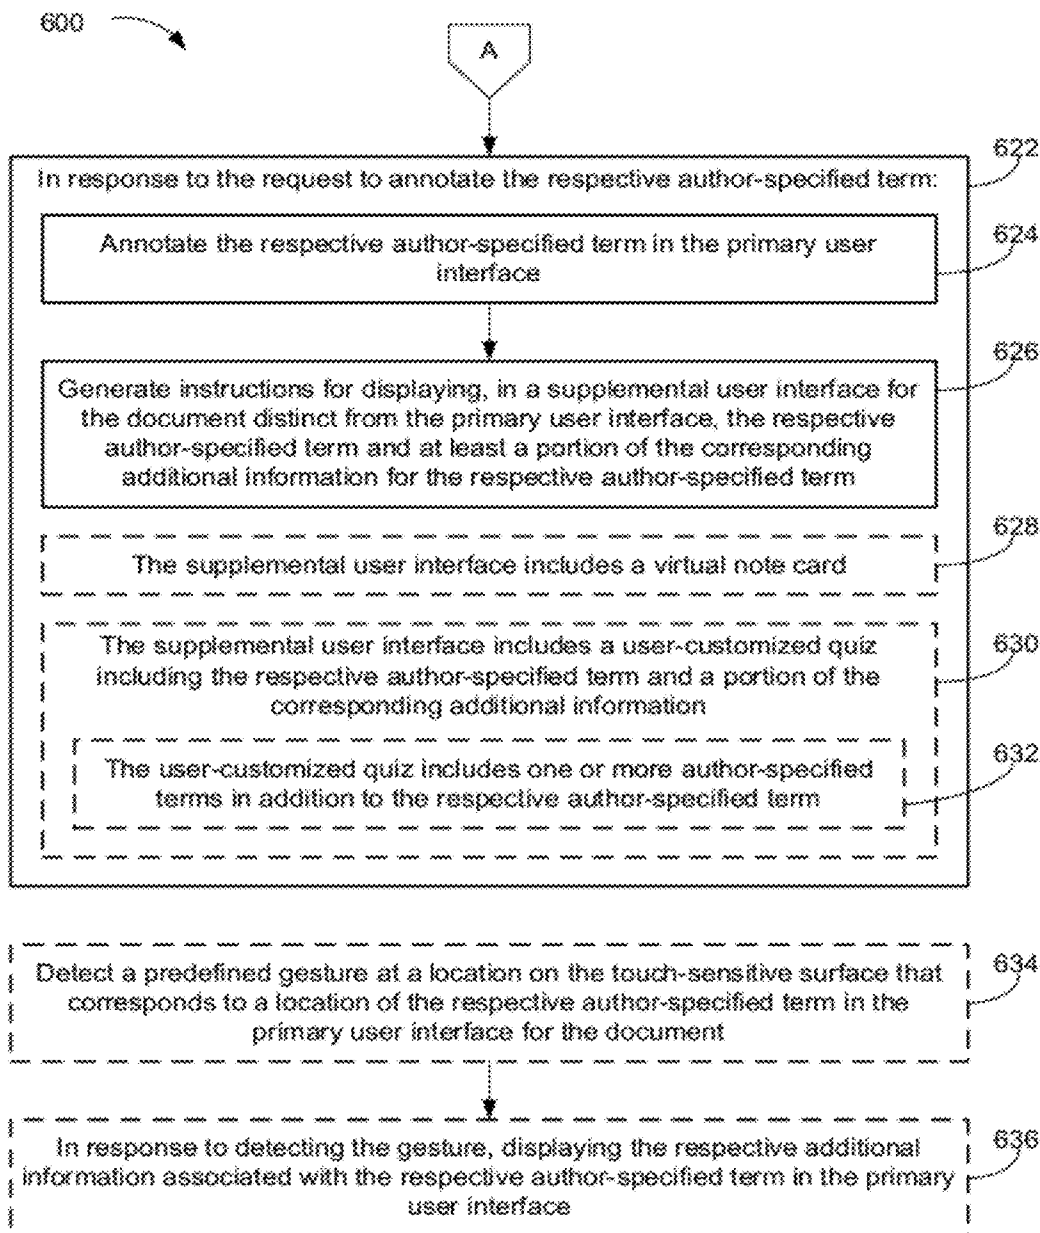 600
A
622
In response to the request to annotate the respective author-specified term:
624
Annotate the respective author-specified term in the primary user
interface
626
Generate instructions for displaying, in a supplemental user interface for
the document distinct from the primary user interface, the respective
author-specified term and at least a portion of the corresponding
additional information for the respective author-specified term
628
The supplemental user interface includes a virtual note card
630
The supplemental user interface includes a user-customized quiz
including the respective author-specified term and a portion of the
corresponding additional information
632
The user-customized quiz includes one or more author-specified
terms in addition to the respective author-specified term
634
Detect a predefined gesture at a location on the touch-sensitive surface that
corresponds to a location of the respective author-specified term in the
primary user interface for the document
636
In response to detecting the gesture, displaying the respective additional
information associated with the respective author-specified term in the primary
user interface